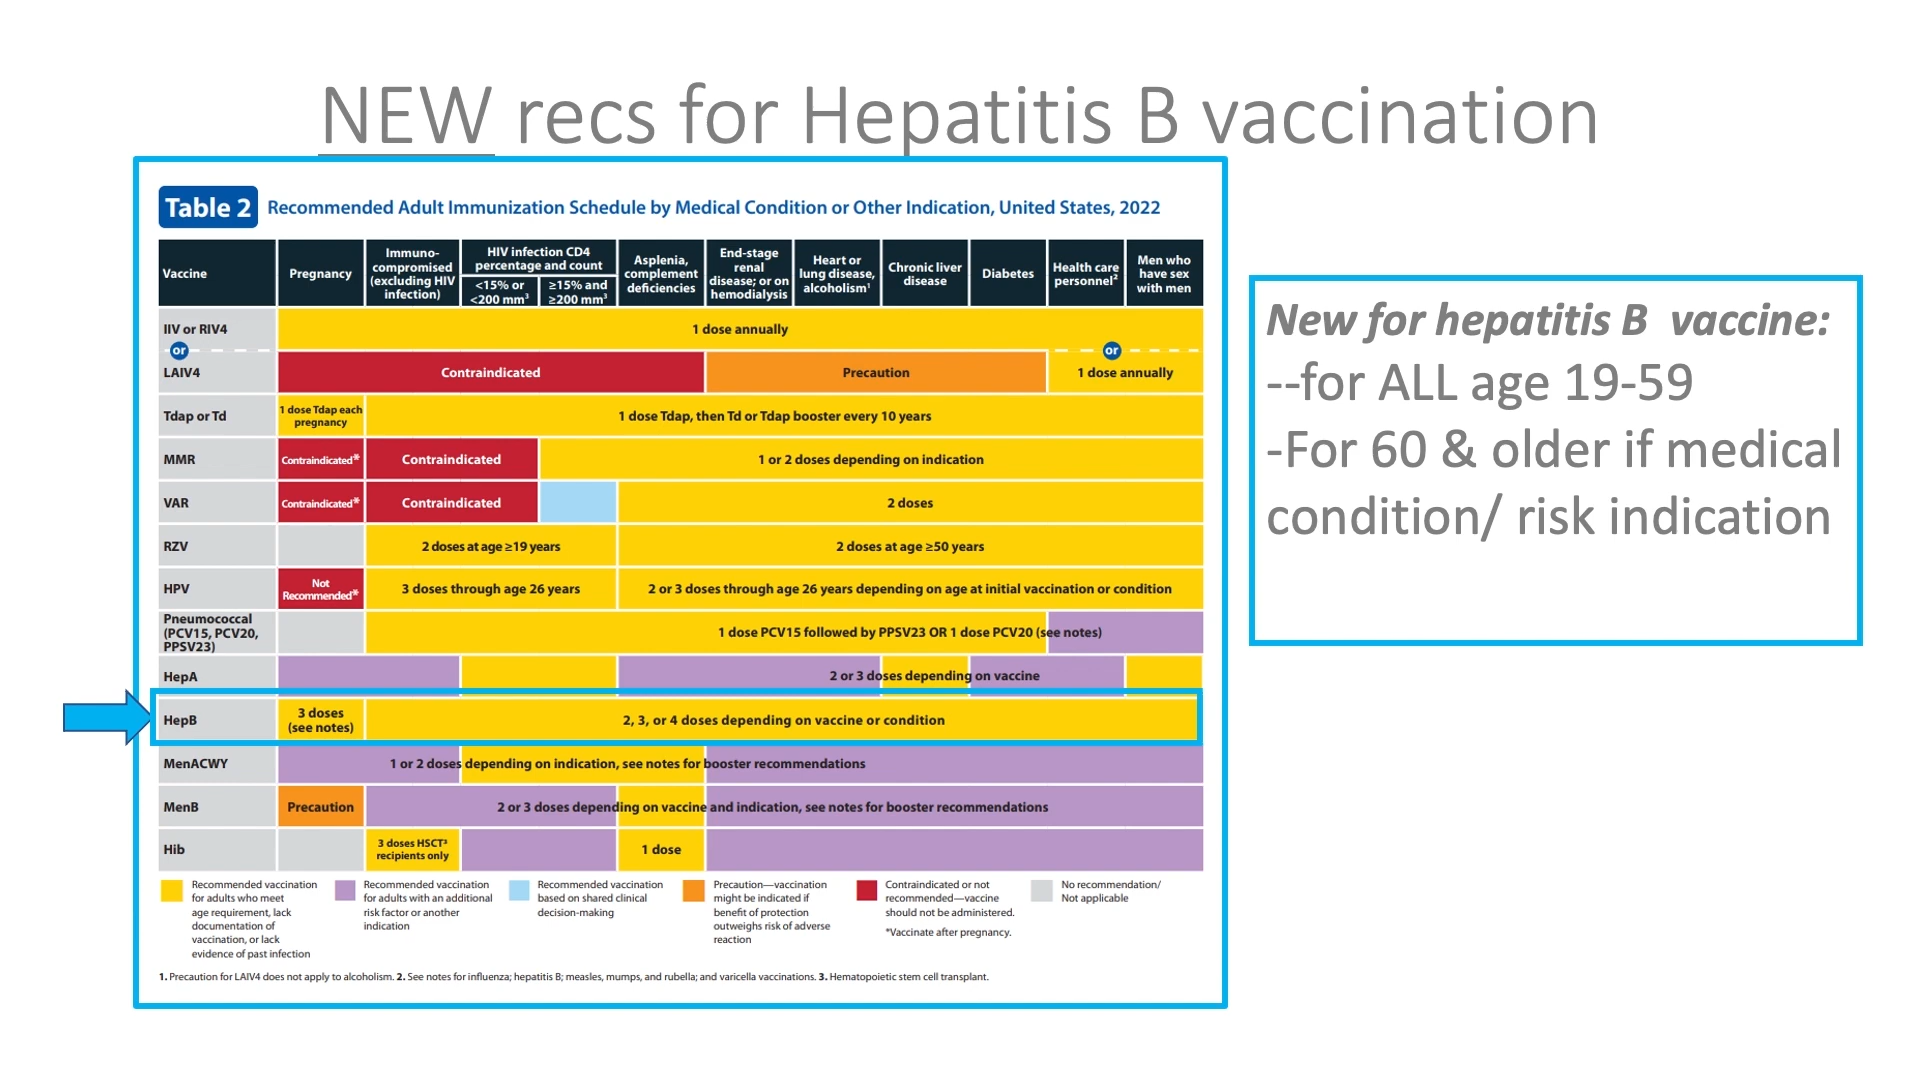 NEW recs for Hepatitis B vaccination
Table 2 Recommended Adult Immunization Schedule by Medical Condition or Other Indication, United States, 2022
Vaccine
Pregnancy
Immuno-
compromised
(excluding HIV
infection)
HIV infection CD4
percentage and count
<15% or
<200 mm³
≥15% and
≥200 mm³
Asplenia,
complement
deficiencies
End-stage
renal
disease; or on
hemodialysis
Heart or
lung disease,
alcoholism¹
Chronic liver
disease
Diabetes
Health care
personnel²
Men who
have sex
with men
IIV or RIV4
1 dose annually
or
or
LAIV4
Contraindicated
Precaution
1 dose annually
Tdap or Td
1 dose Tdap each
pregnancy
1 dose Tdap, then Td or Tdap booster every 10 years
MMR
Contraindicated*
Contraindicated
1 or 2 doses depending on indication
VAR
Contraindicated*
Contraindicated
2 doses
RZV
2 doses at age ≥19 years
2 doses at age ≥50 years
HPV
Not
Recommended*
3 doses through age 26 years
2 or 3 doses through age 26 years depending on age at initial vaccination or condition
Pneumococcal
(PCV15, PCV20,
PPSV23)
1 dose PCV15 followed by PPSV23 OR 1 dose PCV20 (see notes)
HepA
2 or 3 doses depending on vaccine
HepB
3 doses
(see notes)
2, 3, or 4 doses depending on vaccine or condition
MenACWY
1 or 2 doses depending on indication, see notes for booster recommendations
MenB
Precaution
2 or 3 doses depending on vaccine and indication, see notes for booster recommendations
Hib
3 doses HSCT³
recipients only
1 dose
Recommended vaccination
for adults who meet
age requirement, lack
documentation of
vaccination, or lack
evidence of past infection
Recommended vaccination
for adults with an additional
risk factor or another
indication
Recommended vaccination
based on shared clinical
decision-making
Precaution—vaccination
might be indicated if
benefit of protection
outweighs risk of adverse
reaction
Contraindicated or not
recommended—vaccine
should not be administered.
*Vaccinate after pregnancy.
No recommendation/
Not applicable
1. Precaution for LAIV4 does not apply to alcoholism. 2. See notes for influenza; hepatitis B; measles, mumps, and rubella; and varicella vaccinations. 3. Hematopoietic stem cell transplant.
New for hepatitis B vaccine:
--for ALL age 19-59
-For 60 & older if medical
condition/ risk indication